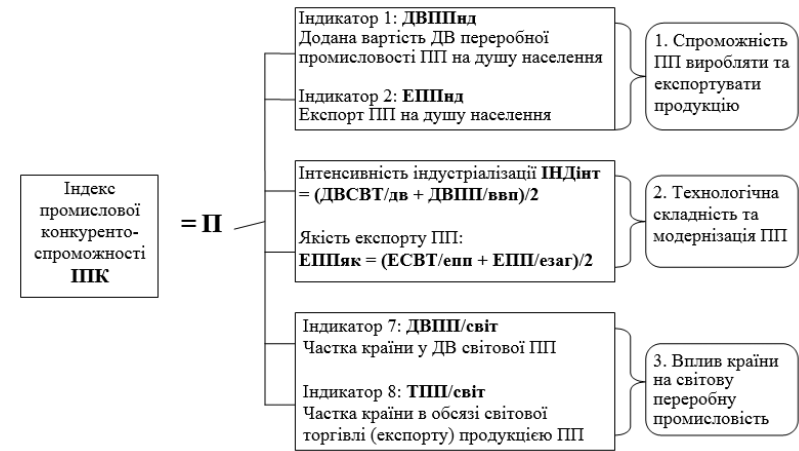 Індекс
промислової
конкуренто-
спроможності
ІПК
= П
Індикатор 1: ДВППнд
Додана вартість ДВ переробної
промисловості ПП на душу населення
Індикатор 2: ЕППнд
Експорт ПП на душу населення
1. Спроможність
ПП виробляти та
експортувати
продукцію
Інтенсивність індустріалізації ІНДінт
= (ДВСВТ/дв + ДВПП/ввп)/2
Якість експорту ПП:
ЕППяк = (ЕСВТ/епп + ЕПП/езаг)/2
2. Технологічна
складність та
модернізація ПП
Індикатор 7: ДВПП/світ
Частка країни у ДВ світової ПП
Індикатор 8: ТПП/світ
Частка країни в обсязі світової
торгівлі (експорту) продукцією ПП
3. Вплив країни
на світову
переробну
промисловість